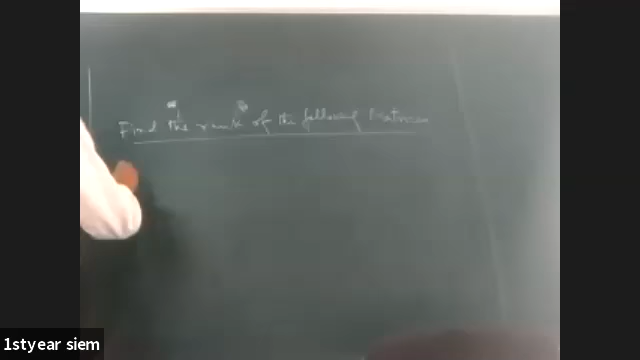 Find the rank of the following Matrices
1styear siem